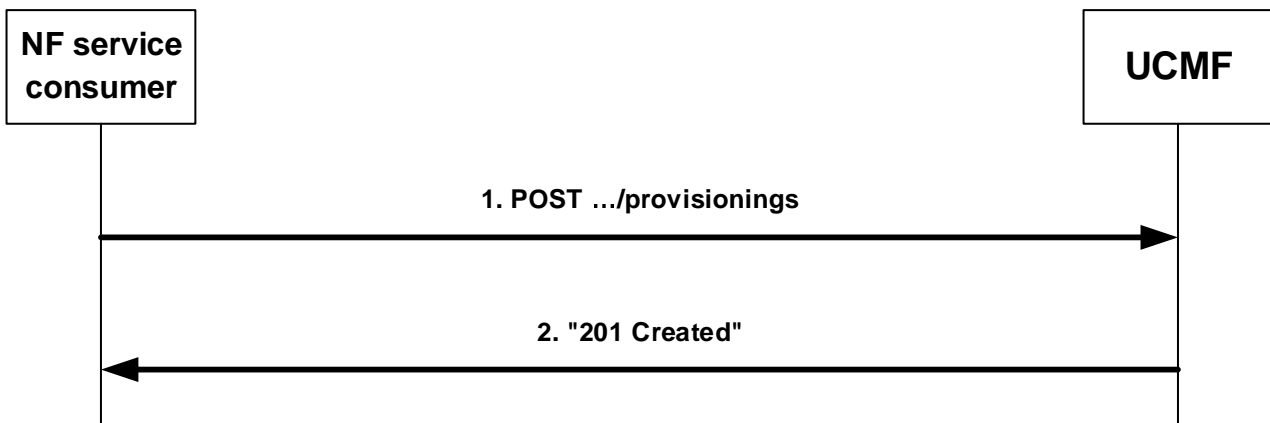 NF service
consumer
UCMF
1. POST …/provisionings
2. "201 Created"